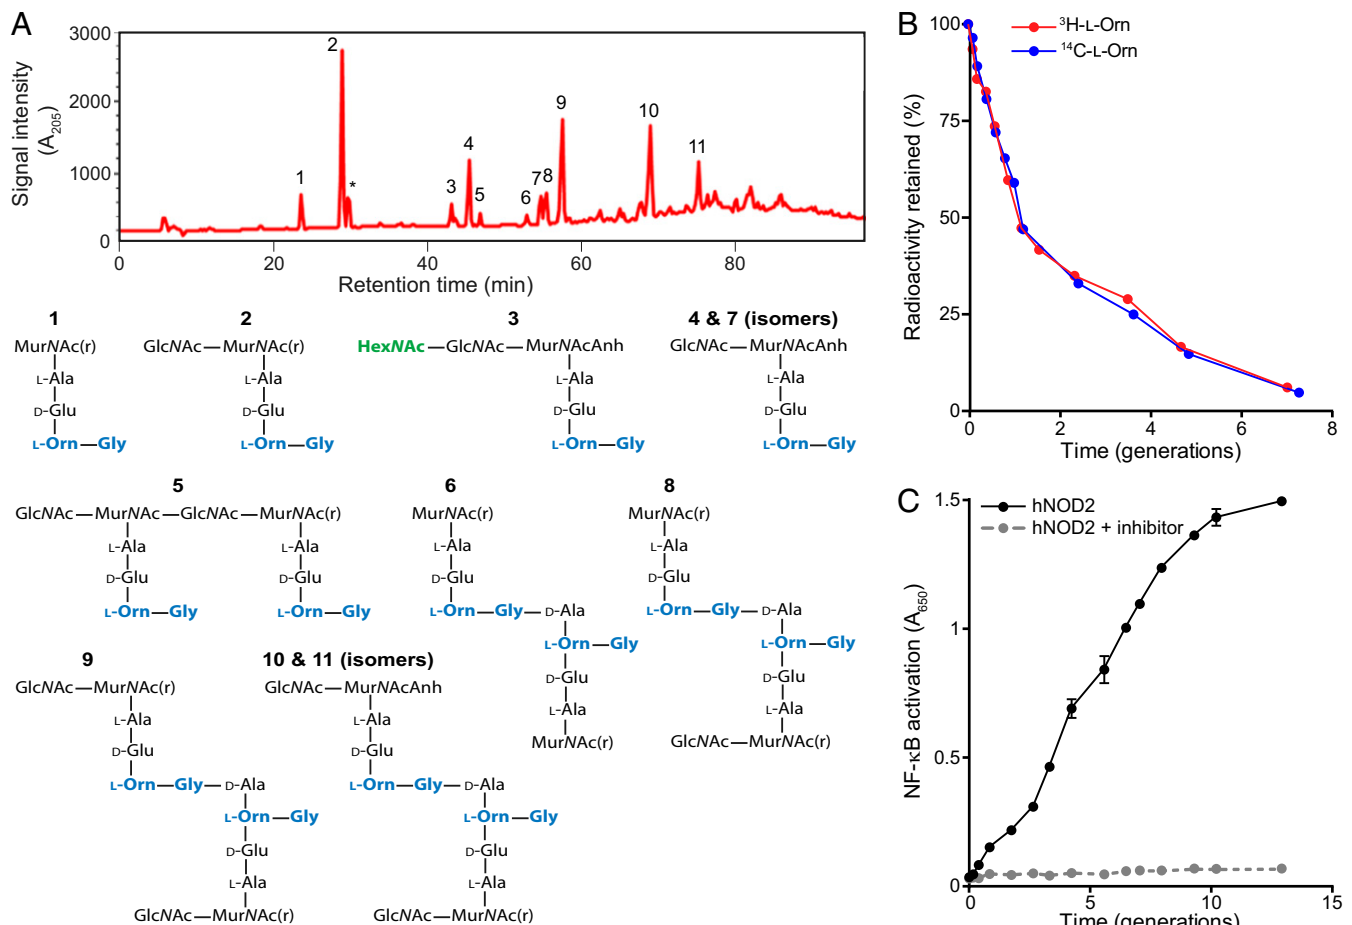 A
3000
2000
1000
0
Signal intensity
(A205)
1
2
*
3
4
5
6
7
8
9
10
11
0
20
40
60
80
Retention time (min)
B
100
75
50
25
0
Radioactivity retained (%)
3H-L-Orn
14C-L-Orn
0
2
4
6
8
Time (generations)
1
MurNAc(r)
L-Ala
D-Glu
L-Orn—Gly
2
GlcNAc—MurNAc(r)
L-Ala
D-Glu
L-Orn—Gly
3
HexNAc—GlcNAc—MurNAcAnh
L-Ala
D-Glu
L-Orn—Gly
4 & 7 (isomers)
GlcNAc—MurNAcAnh
L-Ala
D-Glu
L-Orn—Gly
5
GlcNAc—MurNAc—GlcNAc—MurNAc(r)
L-Ala L-Ala
D-Glu D-Glu
L-Orn—Gly L-Orn—Gly
6
MurNAc(r)
L-Ala
D-Glu
L-Orn—Gly—D-Ala
L-Orn—Gly
D-Glu
L-Ala
MurNAc(r)
8
MurNAc(r)
L-Ala
D-Glu
L-Orn—Gly—D-Ala
L-Orn—Gly
D-Glu
L-Ala
GlcNAc—MurNAc(r)
9
GlcNAc—MurNAc(r)
L-Ala
D-Glu
L-Orn—Gly—D-Ala
L-Orn—Gly
D-Glu
L-Ala
GlcNAc—MurNAc(r)
10 & 11 (isomers)
GlcNAc—MurNAcAnh
L-Ala
D-Glu
L-Orn—Gly—D-Ala
L-Orn—Gly
D-Glu
L-Ala
GlcNAc—MurNAc(r)
C
1.5
1
0.5
0
NF-κB activation (A650)
hNOD2
hNOD2 + inhibitor
0
5
10
15
Time (generations)